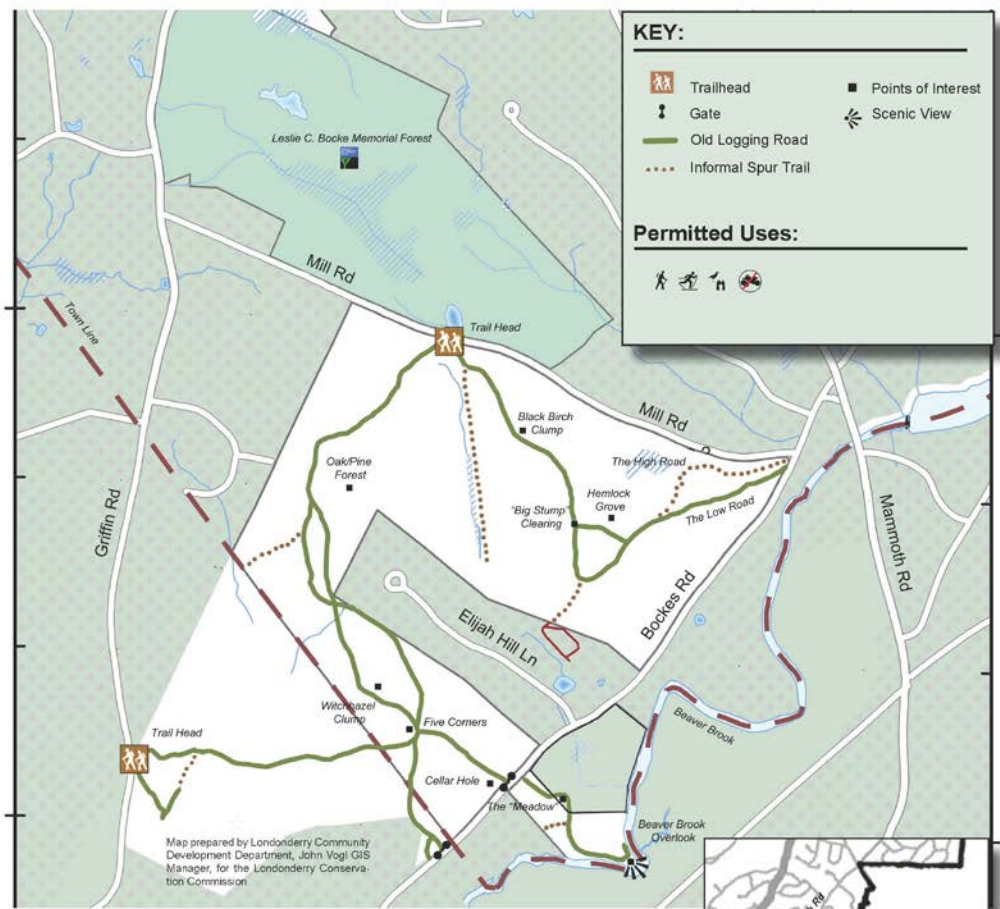 KEY:
Trailhead
Gate
Old Logging Road
Informal Spur Trail
Points of Interest
Scenic View
Permitted Uses:
Leslie C. Bocke Memorial Forest
Mill Rd
Town Line
Trail Head
Black Birch
Clump
Mill Rd
Oak/Pine
Forest
The High Road
Hemlock
Grove
"Big Stump"
Clearing
The Low Road
Griffin Rd
Mammoth Rd
Bockes Rd
Elijah Hill Ln
Witchhazel
Clump
Five Corners
Beaver Brook
Trail Head
Cellar Hole
The "Meadow"
Beaver Brook
Overlook
Map prepared by Londonderry Community
Development Department, John Vogl GIS
Manager, for the Londonderry Conserva-
tion Commission